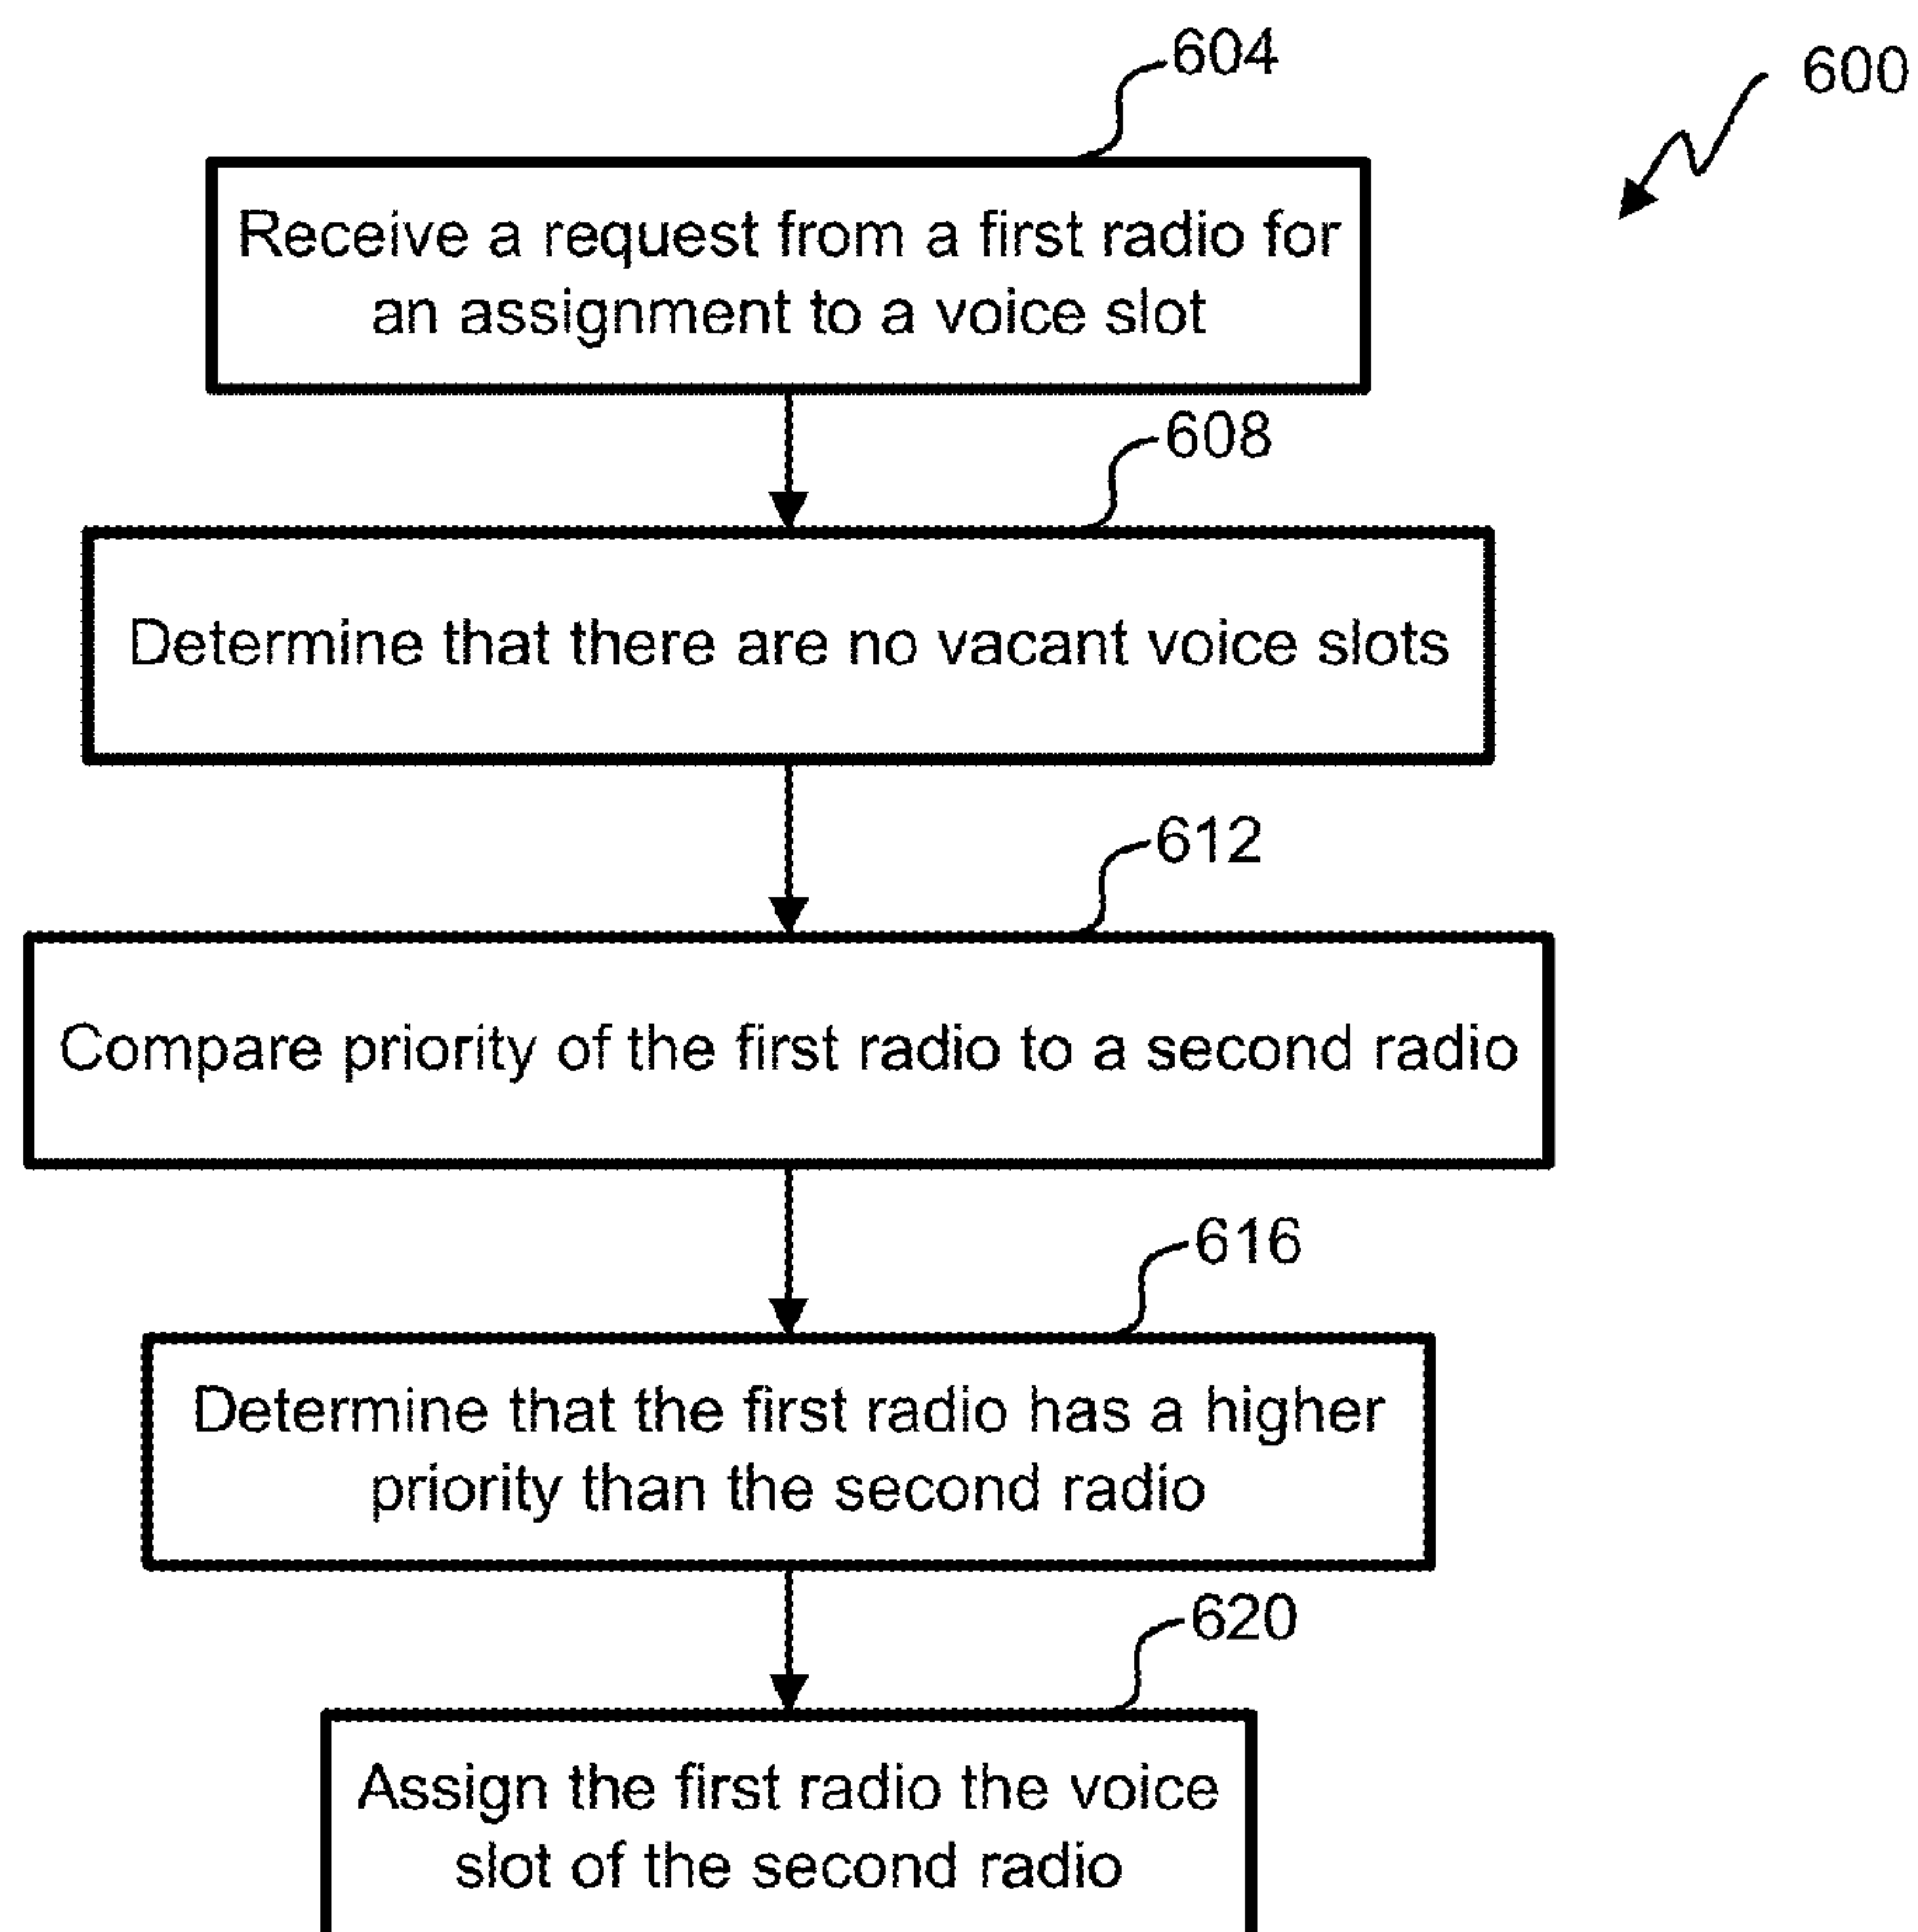 604
600
Receive a request from a first radio for
an assignment to a voice slot
608
Determine that there are no vacant voice slots
612
Compare priority of the first radio to a second radio
616
Determine that the first radio has a higher
priority than the second radio
620
Assign the first radio the voice
slot of the second radio